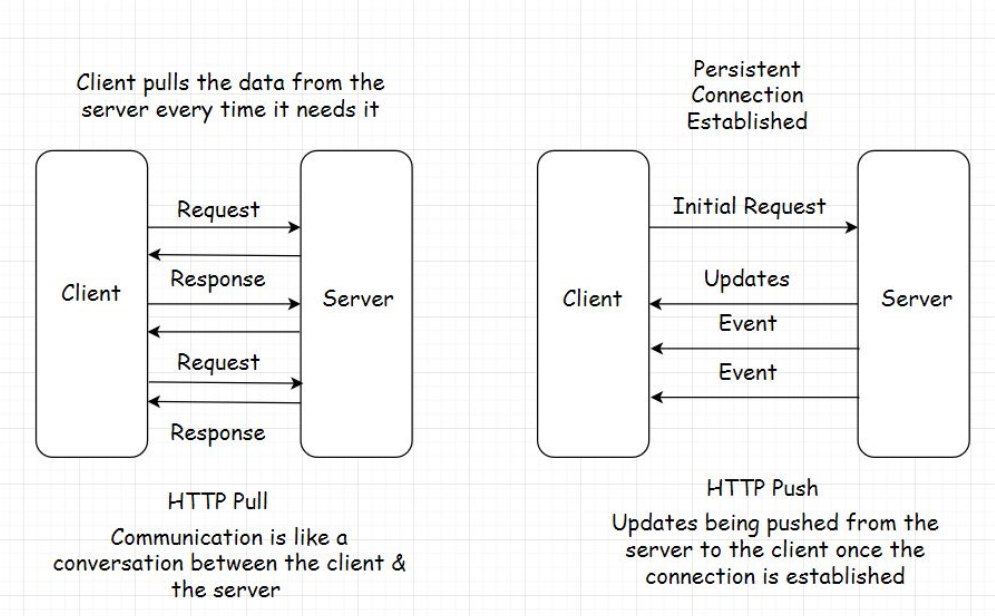 Client pulls the data from the
server every time it needs it
Request
Response
Client
Server
Request
Response
HTTP Pull
Communication is like a
conversation between the client &
the server
Persistent
Connection
Established
Initial Request
Updates
Client
Server
Event
Event
HTTP Push
Updates being pushed from the
server to the client once the
connection is established